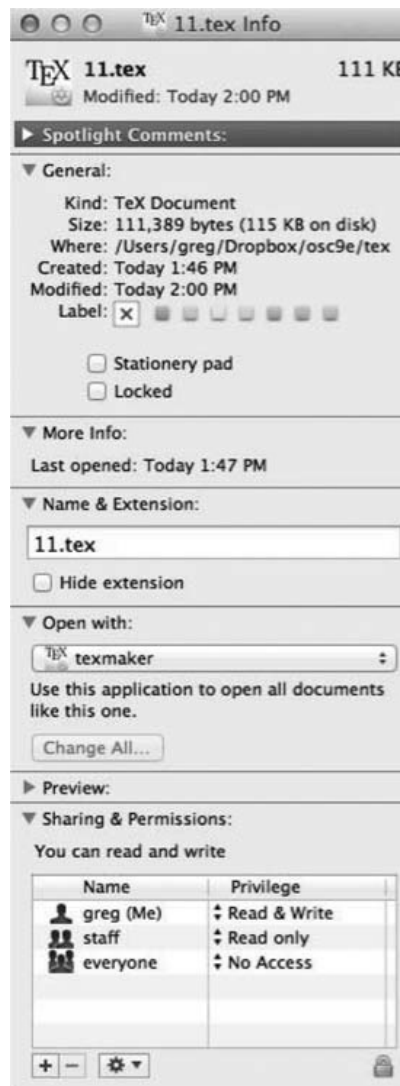 TEX 11.tex Info
TEX 11.tex 111 KB
Modified: Today 2:00 PM
Spotlight Comments:
General:
Kind: TeX Document
Size: 111,389 bytes (115 KB on disk)
Where: /Users/greg/Dropbox/osc9e/tex
Created: Today 1:46 PM
Modified: Today 2:00 PM
Label:
Stationery pad
Locked
More Info:
Last opened: Today 1:47 PM
Name & Extension:
11.tex
Hide extension
Open with:
TEX texmaker
Use this application to open all documents
like this one.
Change All...
Preview:
Sharing & Permissions:
You can read and write
Name Privilege
greg (Me) Read & Write
staff Read only
everyone No Access